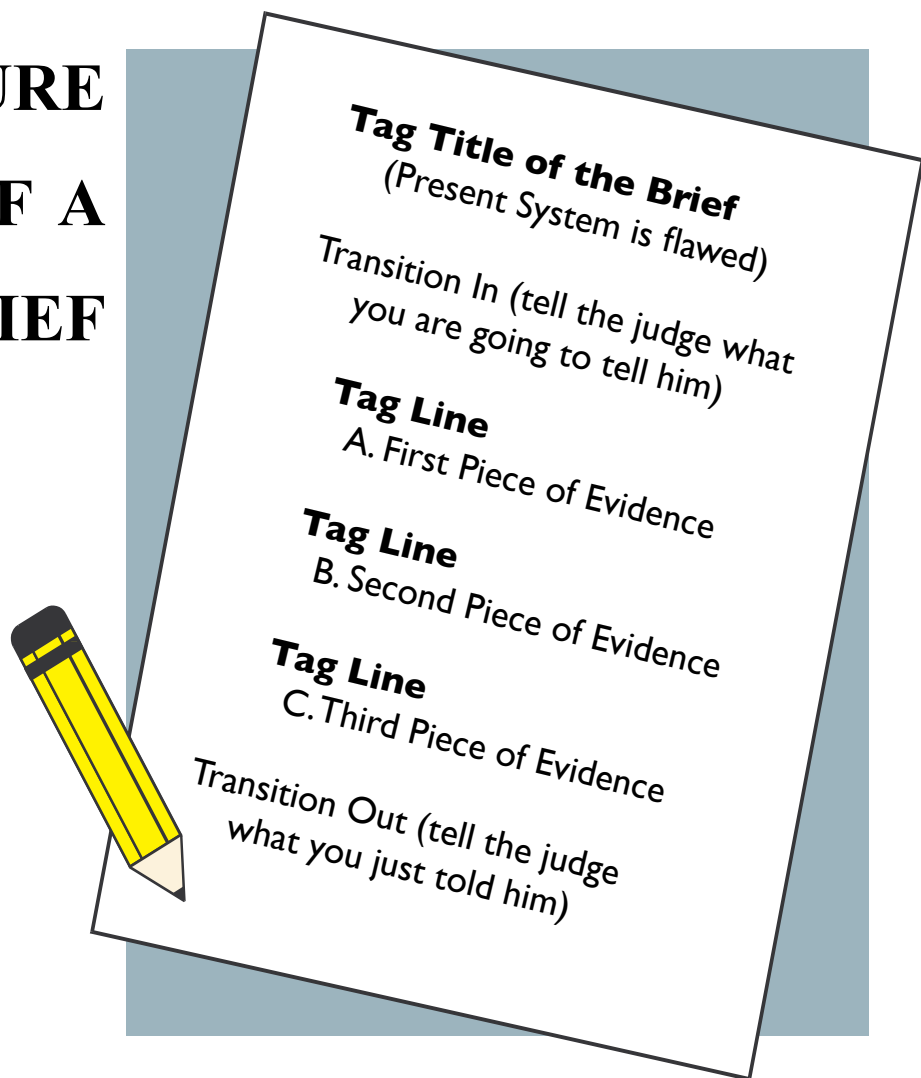 URE
F A
IEF
Tag Title of the Brief
(Present System is flawed)
Transition In (tell the judge what
you are going to tell him)
Tag Line
A. First Piece of Evidence
Tag Line
B. Second Piece of Evidence
Tag Line
C. Third Piece of Evidence
Transition Out (tell the judge
what you just told him)